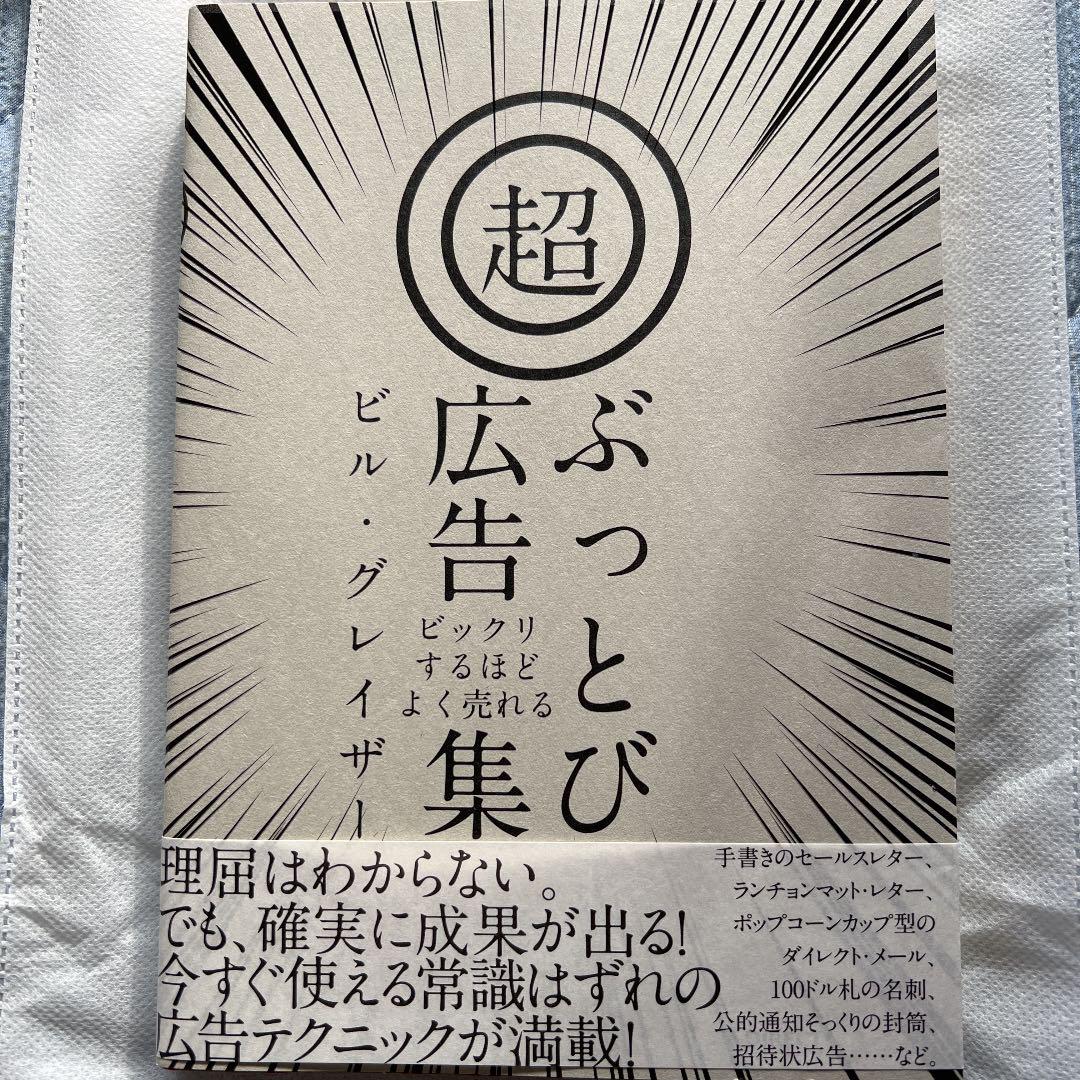 超
ぶっとび
広告
ビックリ
するほど
よく売れる
集
ビル・グレイザー
理屈はわからない。
でも、確実に成果が出る!
今すぐ使える常識はずれの
広告テクニックが満載!
手書きのセールスレター、
ランチョンマット・レター、
ポップコーンカップ型の
ダイレクト・メール、
100ドル札の名刺、
公的通知そっくりの封筒、
招待状広告……など。